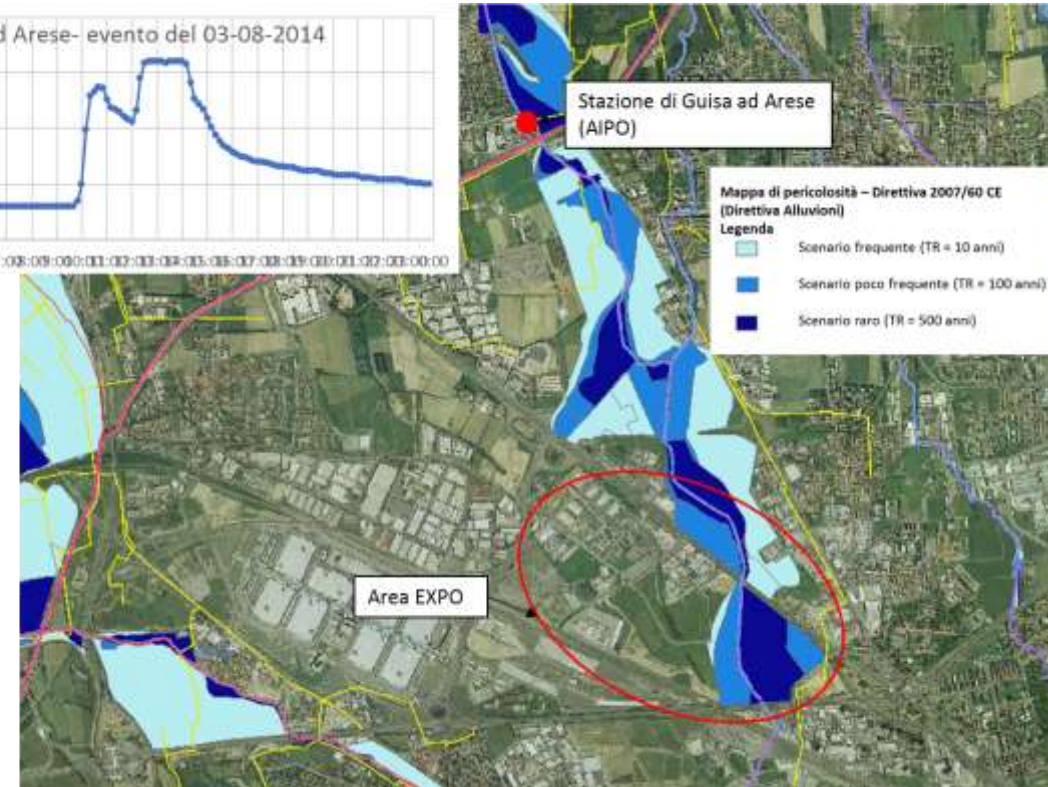 d Arese- evento del 03-08-2014
Stazione di Guisa ad Arese
(AIPO)
Mappa di pericolosità – Direttiva 2007/60 CE
(Direttiva Alluvioni)
Legenda
Scenario frequente (TR = 10 anni)
Scenario poco frequente (TR = 100 anni)
Scenario raro (TR = 500 anni)
Area EXPO